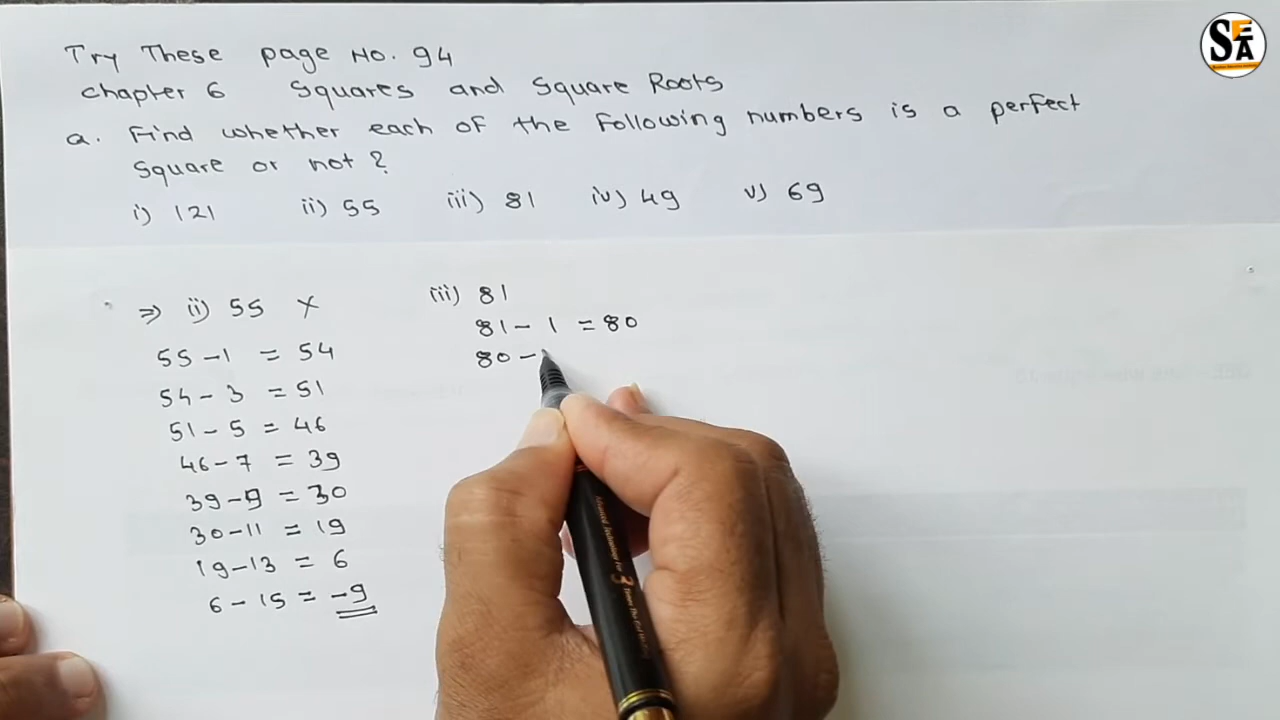 Try These page No. 94
chapter 6 Squares and Square Roots
a. Find whether each of the following numbers is a perfect
Square or not?
i) 121 ii) 55 iii) 81 iv) 49 v) 69
⇒ ii) 55 ×
55 - 1 = 54
54 - 3 = 51
51 - 5 = 46
46 - 7 = 39
39 - 9 = 30
30 - 11 = 19
19 - 13 = 6
6 - 15 = -9
iii) 81
81 - 1 = 80
80 -
SETA